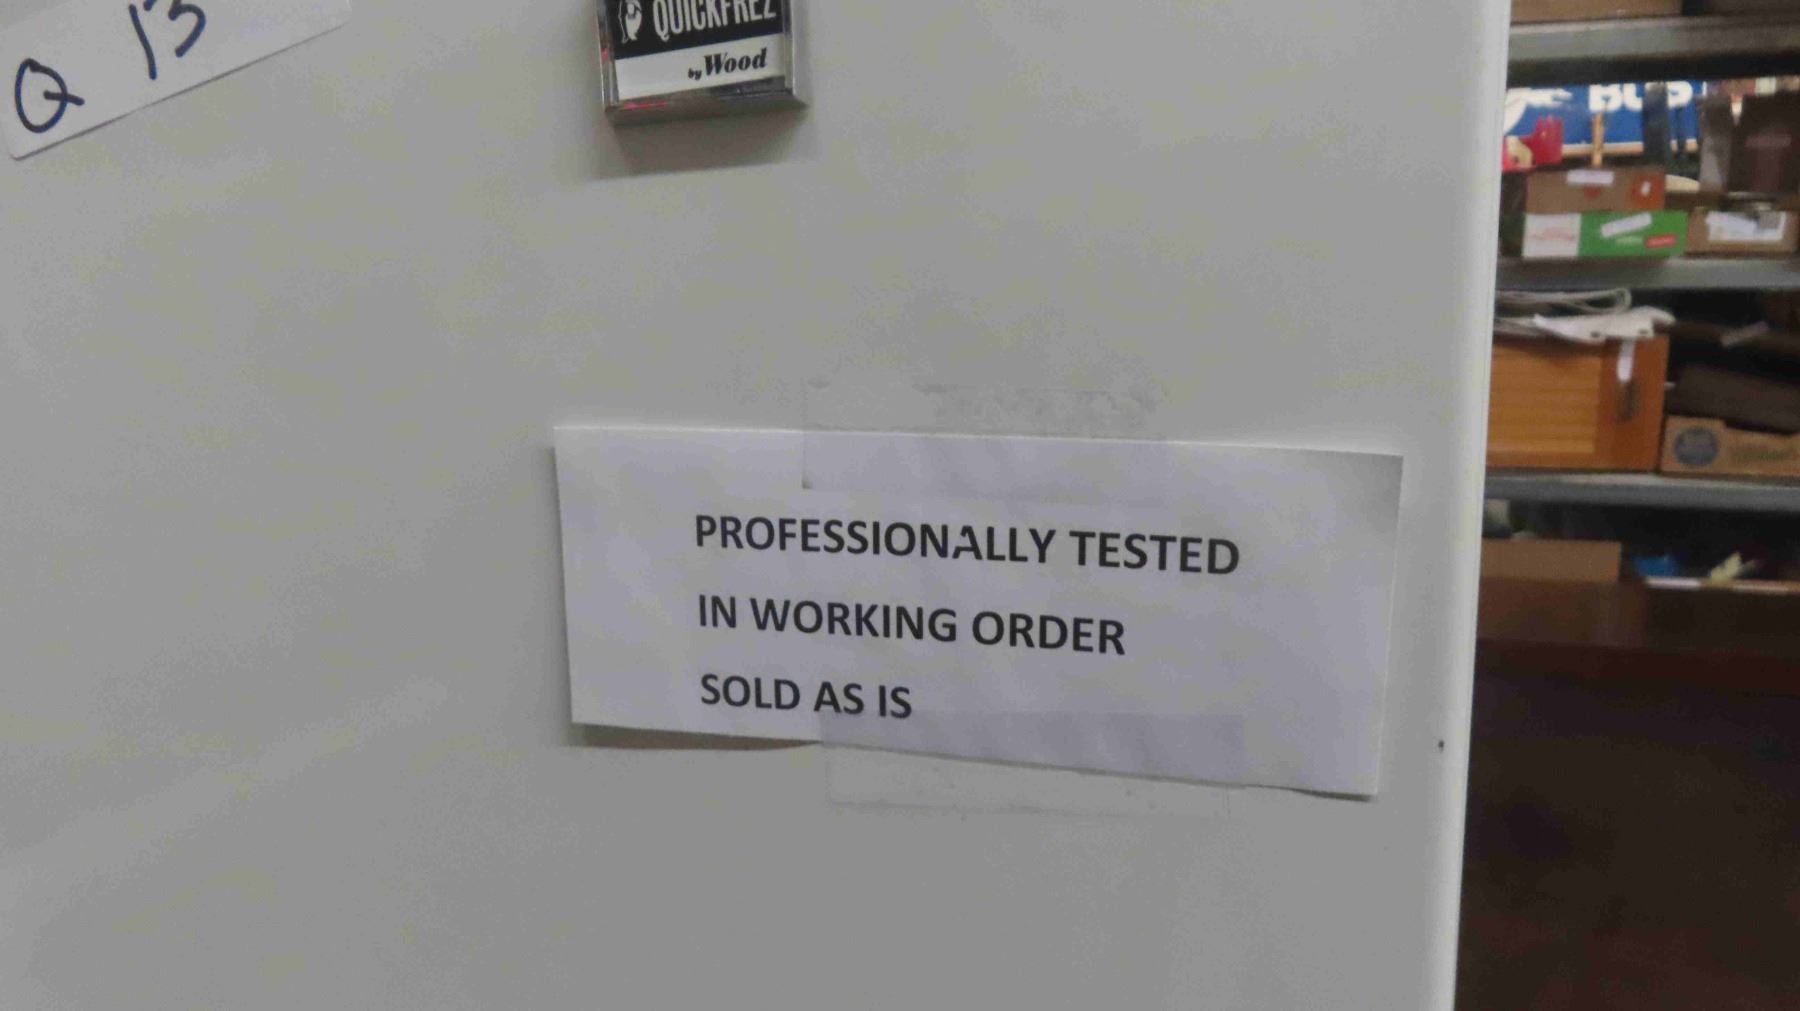 Q 13
QUICKFREZ
by Wood
PROFESSIONALLY TESTED
IN WORKING ORDER
SOLD AS IS